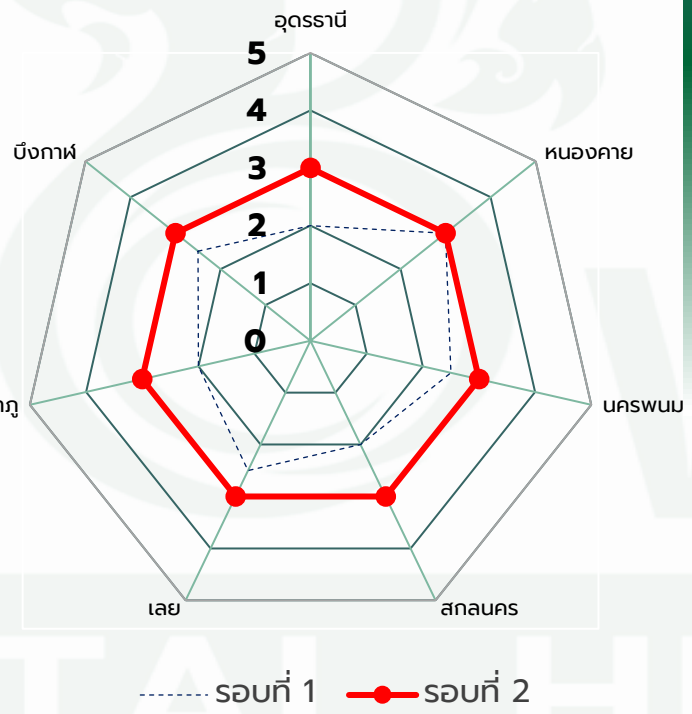 อุดรธานี
5
4
บึงกาฬ
หนองคาย
3
2
1
0
นครพนม
เลย
สกลนคร
รอบที่ 1
รอบที่ 2